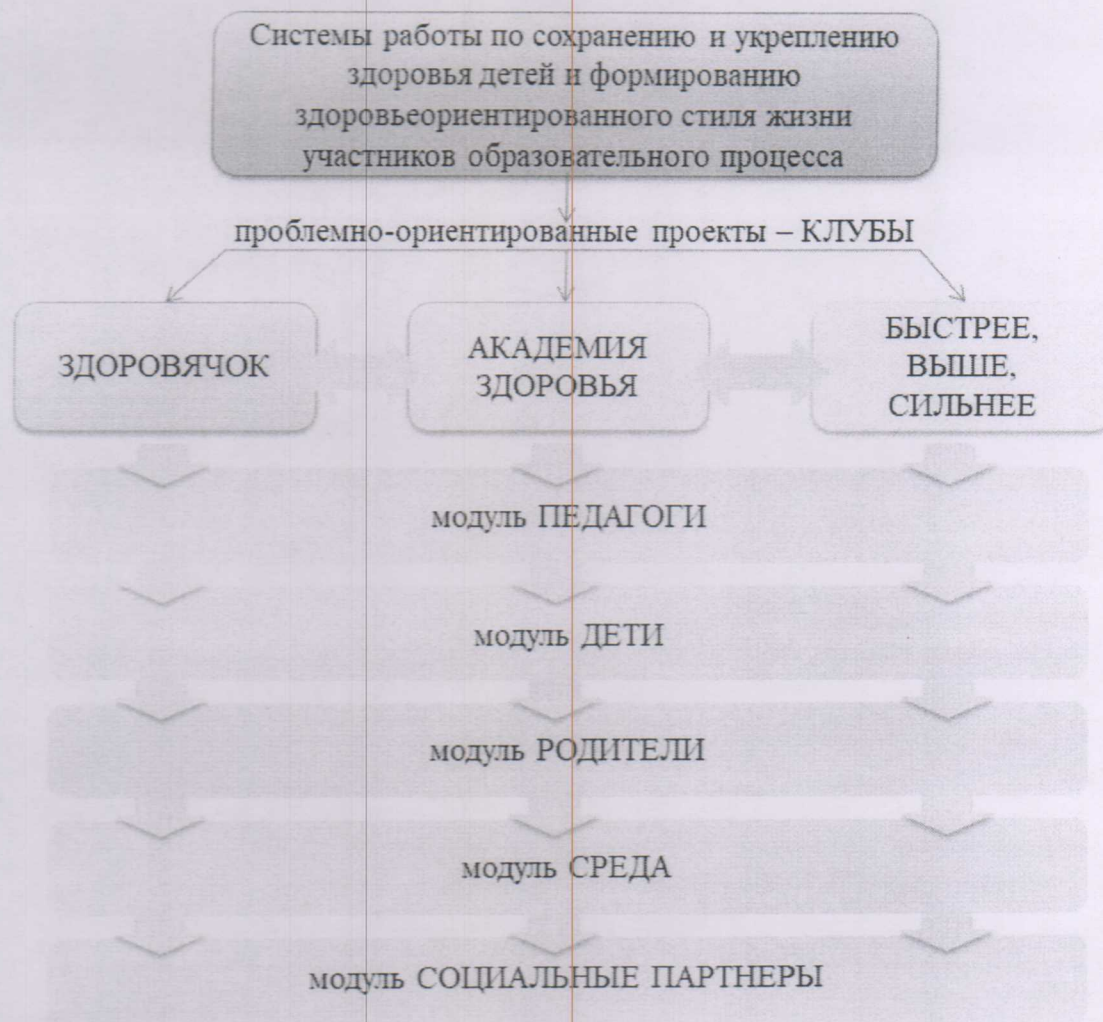 Системы работы по сохранению и укреплению
здоровья детей и формированию
здоровьеориентированного стиля жизни
участников образовательного процесса
проблемно-ориентированные проекты – КЛУБЫ
ЗДОРОВЯЧОК
АКАДЕМИЯ
ЗДОРОВЬЯ
БЫСТРЕЕ,
ВЫШЕ,
СИЛЬНЕЕ
модуль ПЕДАГОГИ
модуль ДЕТИ
модуль РОДИТЕЛИ
модуль СРЕДА
модуль СОЦИАЛЬНЫЕ ПАРТНЕРЫ